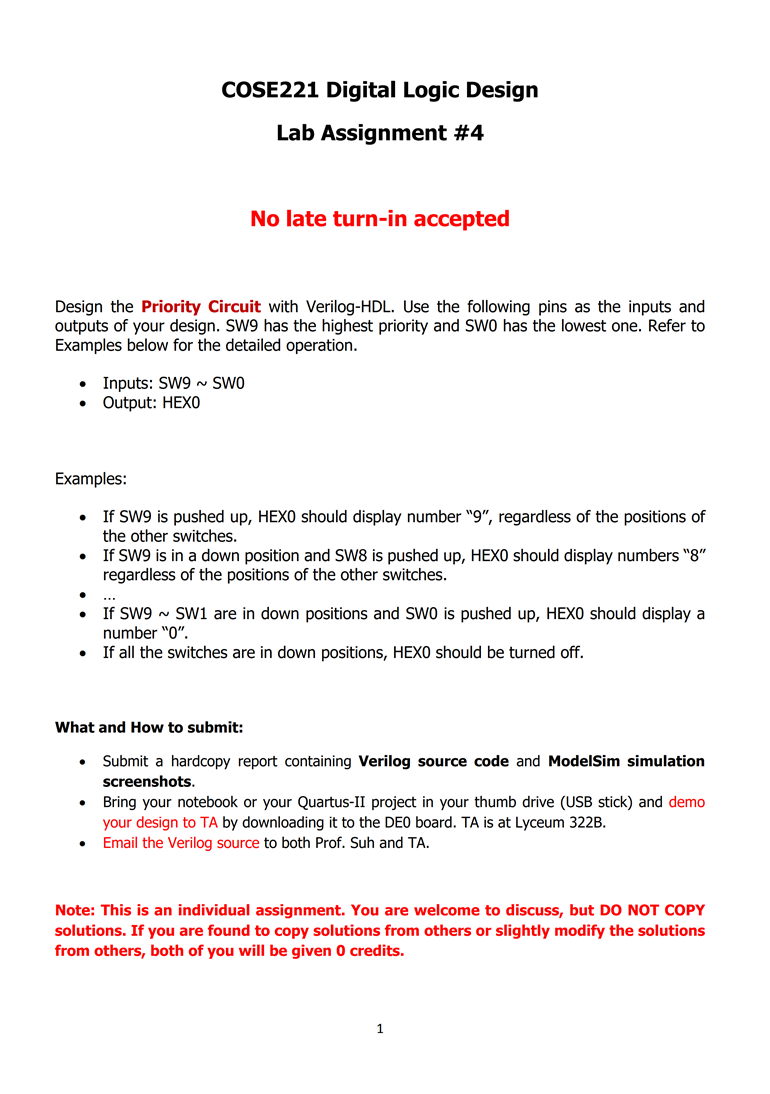 COSE221 Digital Logic Design
Lab Assignment #4
No late turn-in accepted
Design the Priority Circuit with Verilog-HDL. Use the following pins as the inputs and
outputs of your design. SW9 has the highest priority and SW0 has the lowest one. Refer to
Examples below for the detailed operation.
• Inputs: SW9 ~ SW0
• Output: HEX0
Examples:
• If SW9 is pushed up, HEX0 should display number “9”, regardless of the positions of
the other switches.
• If SW9 is in a down position and SW8 is pushed up, HEX0 should display numbers “8”
regardless of the positions of the other switches.
• …
• If SW9 ~ SW1 are in down positions and SW0 is pushed up, HEX0 should display a
number “0”.
• If all the switches are in down positions, HEX0 should be turned off.
What and How to submit:
• Submit a hardcopy report containing Verilog source code and ModelSim simulation
screenshots.
• Bring your notebook or your Quartus-II project in your thumb drive (USB stick) and demo
your design to TA by downloading it to the DE0 board. TA is at Lyceum 322B.
• Email the Verilog source to both Prof. Suh and TA.
Note: This is an individual assignment. You are welcome to discuss, but DO NOT COPY
solutions. If you are found to copy solutions from others or slightly modify the solutions
from others, both of you will be given 0 credits.
1